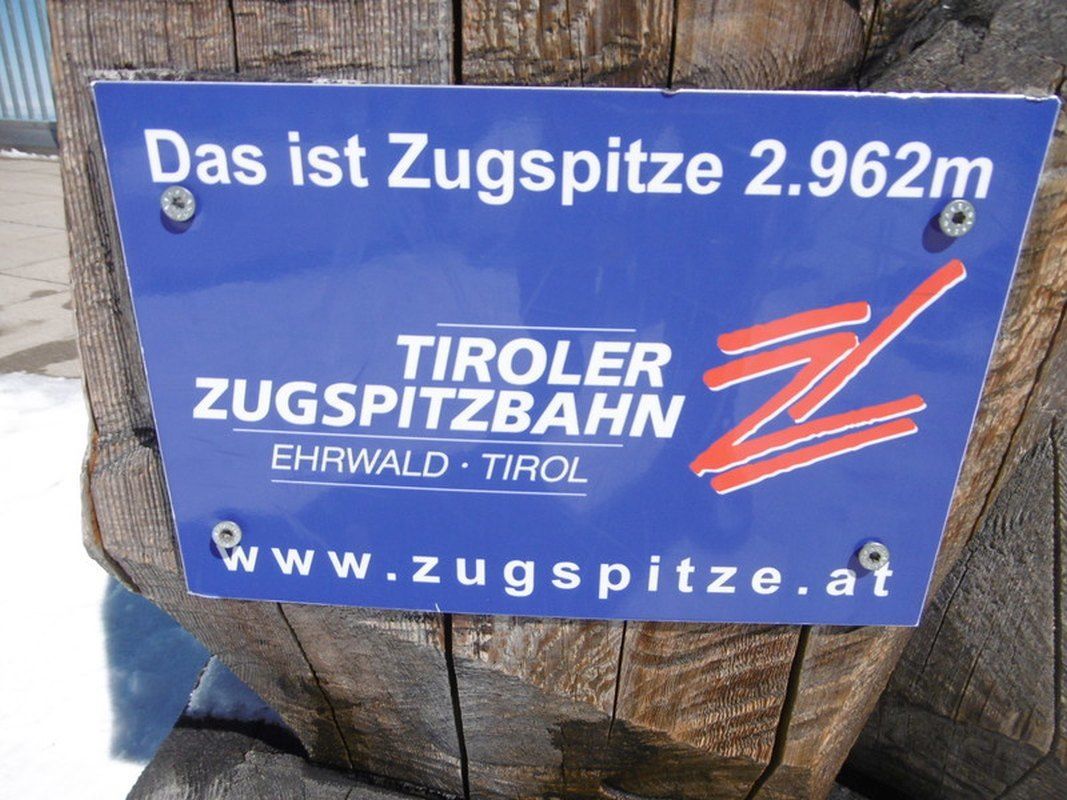 Das ist Zugspitze 2.962m
TIROLER
ZUGSPITZBAHN
EHRWALD · TIROL
www.zugspitze.at